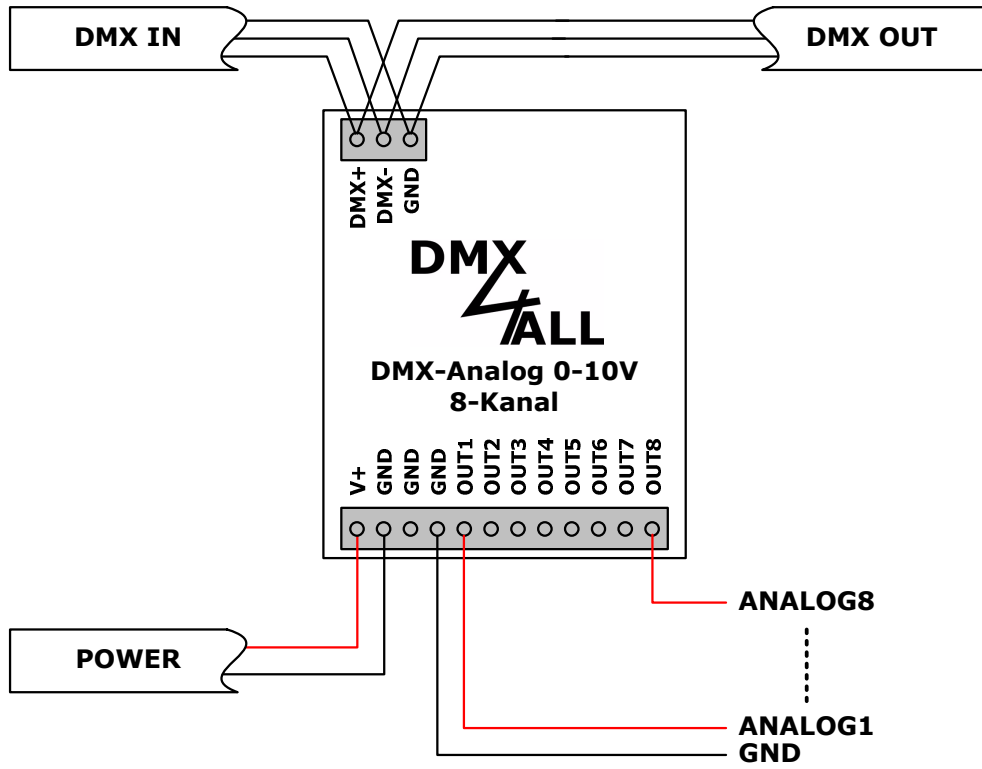 DMX IN
DMX OUT
DMX+
DMX-
GND
DMX
4ALL
DMX-Analog 0-10V
8-Kanal
V+
GND
GND
GND
OUT1
OUT2
OUT3
OUT4
OUT5
OUT6
OUT7
OUT8
ANALOG8
POWER
ANALOG1
GND